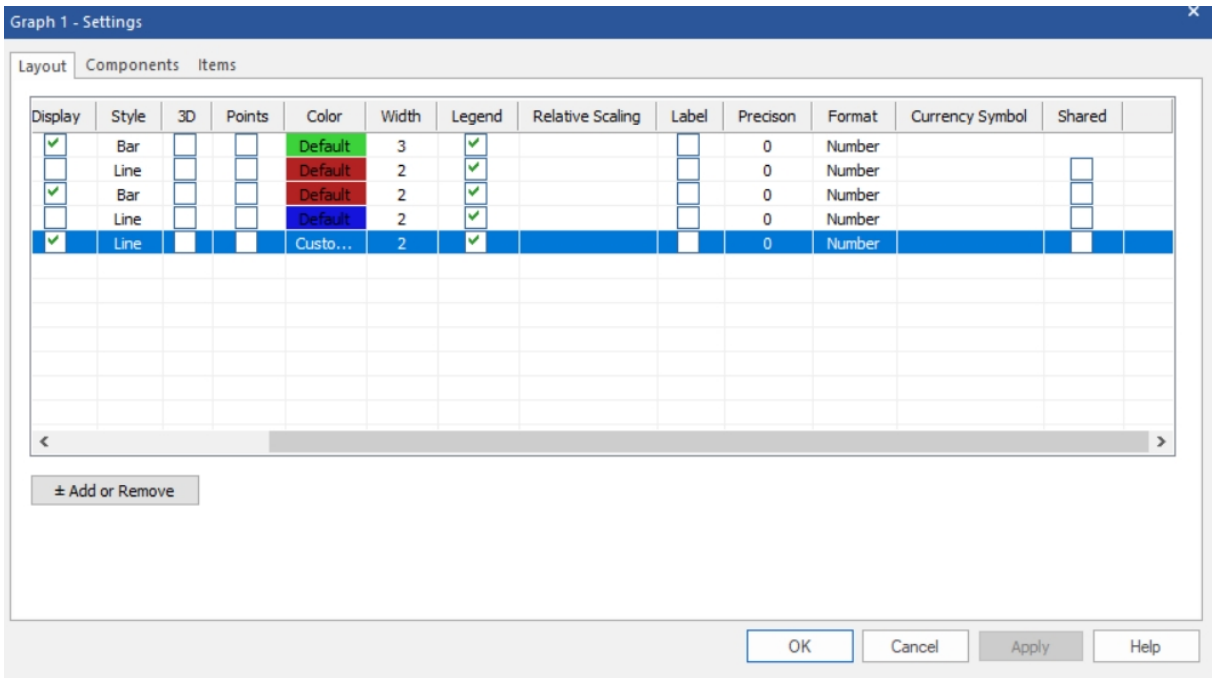 Graph 1 - Settings
Layout Components Items
Display Style 3D Points Color Width Legend Relative Scaling Label Precison Format Currency Symbol Shared
Bar Default 3 0 Number
Line Default 2 0 Number
Bar Default 2 0 Number
Line Default 2 0 Number
Line Custo... 2 0 Number
± Add or Remove
OK Cancel Apply Help